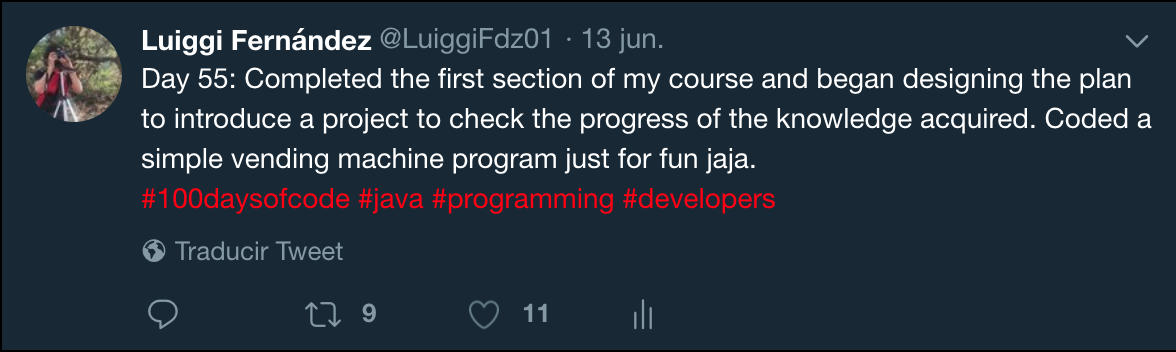 Luiggi Fernández @LuiggiFdz01 · 13 jun.
Day 55: Completed the first section of my course and began designing the plan
to introduce a project to check the progress of the knowledge acquired. Coded a
simple vending machine program just for fun jaja.
#100daysofcode #java #programming #developers
Traducir Tweet
9 11